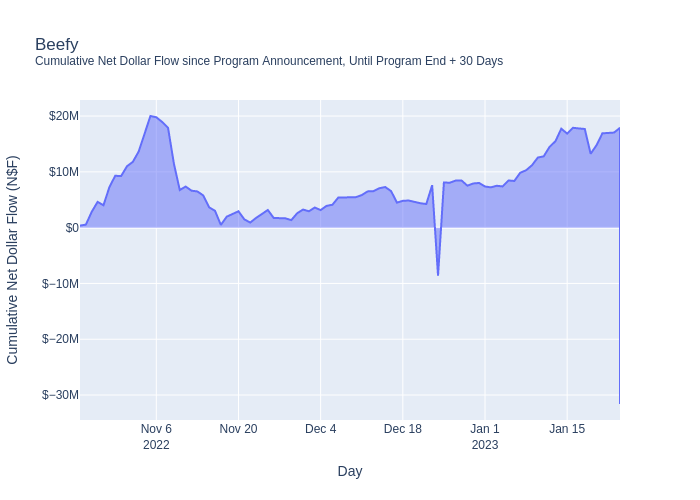 Beefy
Cumulative Net Dollar Flow since Program Announcement, Until Program End + 30 Days
Cumulative Net Dollar Flow (N$F)
$20M
$10M
$0
$−10M
$−20M
$−30M
Nov 6
2022
Nov 20
Dec 4
Dec 18
Jan 1
2023
Jan 15
Day